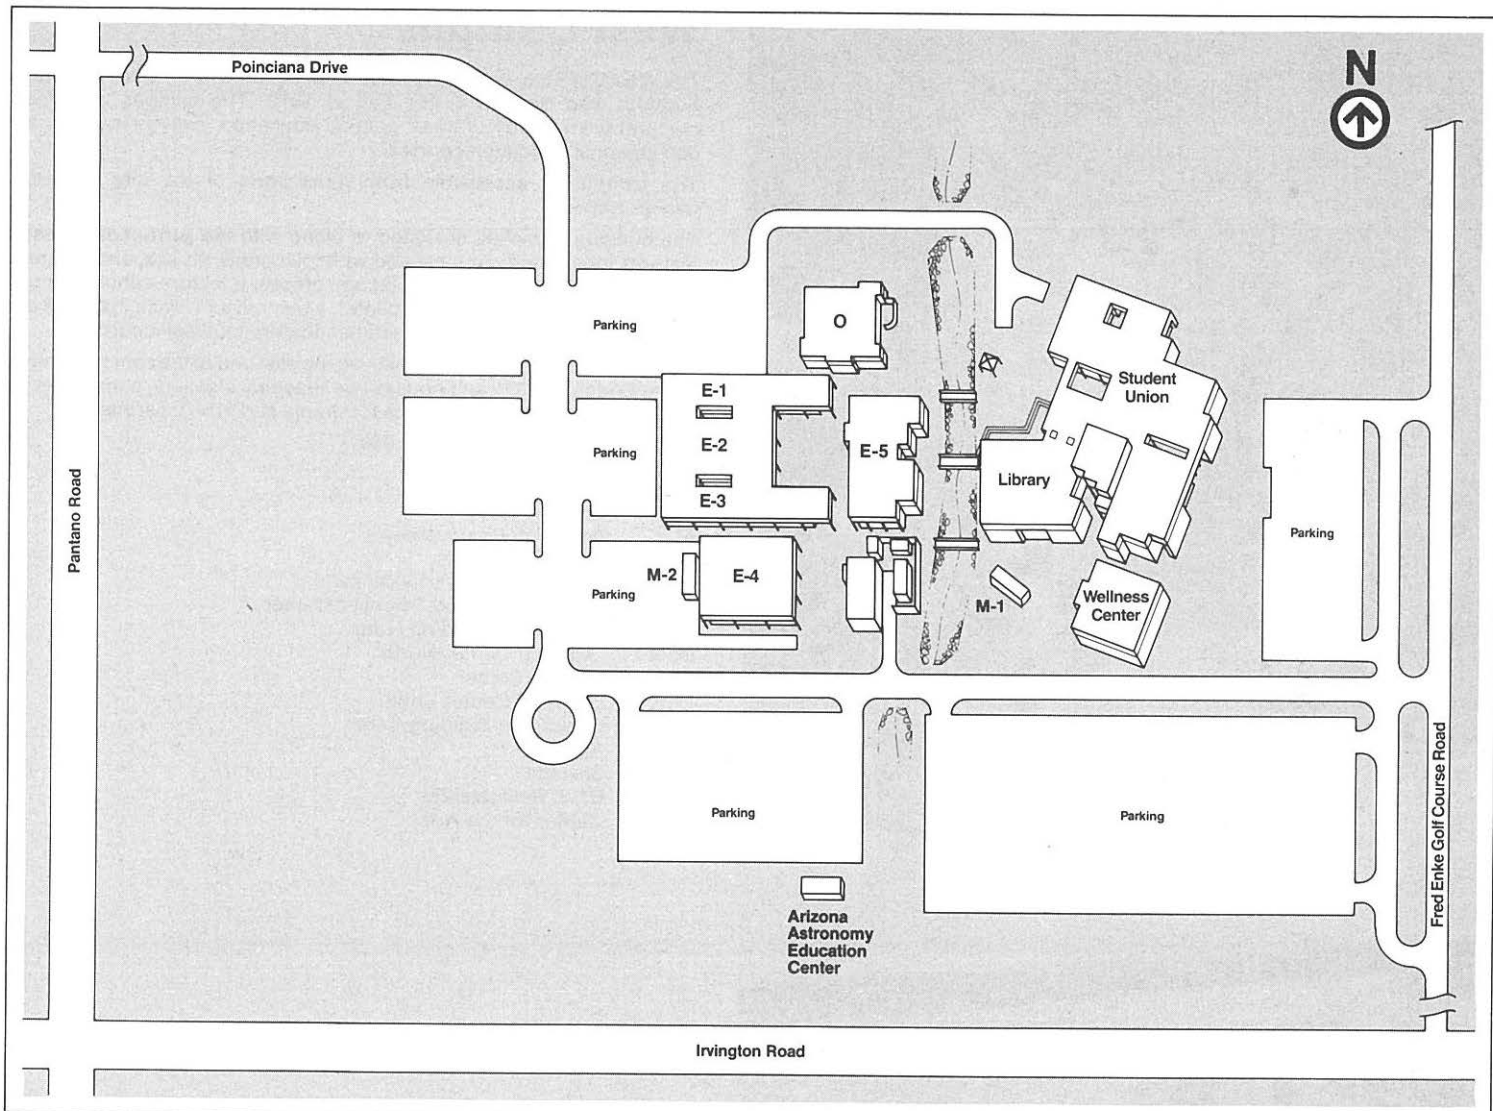 Poinciana Drive
N
Parking
O
E-1
Student
Union
E-2
Parking
E-5
Library
E-3
Pantano Road
Parking
M-2
E-4
Parking
M-1
Wellness
Center
Parking
Parking
Fred Enke Golf Course Road
Arizona
Astronomy
Education
Center
Irvington Road